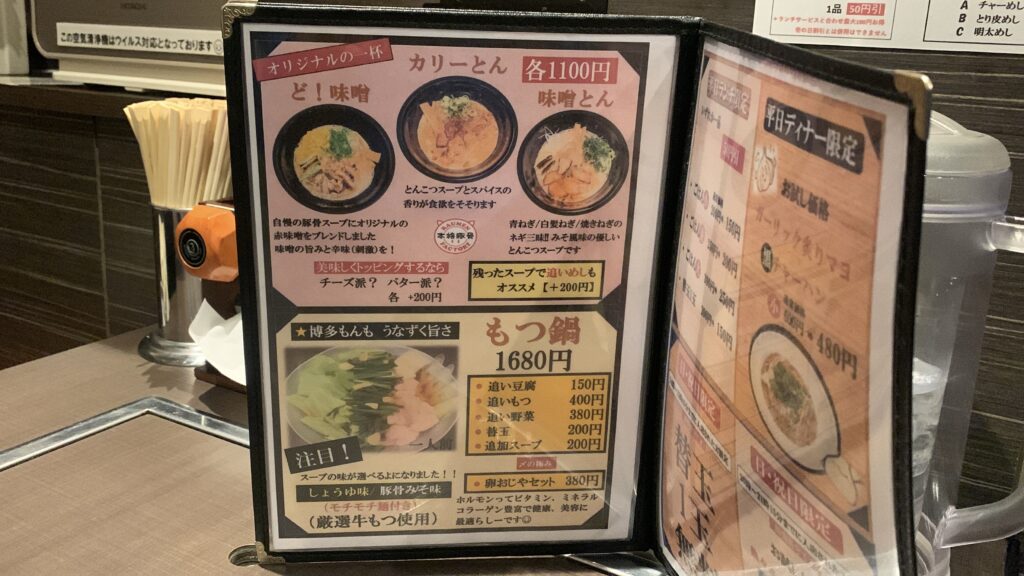 この空気清浄機はウイルス対応となっております
オリジナルの一杯
ど！味噌
カリーとん
各1100円
味噌とん
とんこつスープとスパイスの
香りが食欲をそそります
自慢の豚骨スープにオリジナルの
赤味噌をブレンドしました
味噌の旨みと辛味（刺激）を！
本格豚骨
青ねぎ/白髪ねぎ/焼きねぎの
ネギ三昧!! みそ風味の優しい
とんこつスープです
美味しくトッピングするなら
チーズ派？ バター派？
各 +200円
残ったスープで追いめしも
オススメ【+200円】
★博多もんも うなずく旨さ
もつ鍋
1680円
一人前
追い豆腐 150円
追いもつ 400円
追い野菜 380円
替玉 200円
追加スープ 200円
注目！
スープの味が選べるよになりました！！
しょうゆ味/豚骨みそ味
（モチモチ麺付き）
（厳選牛もつ使用）
〆の極み
卵おじやセット 380円
ホルモンってビタミン、ミネラル
コラーゲン豊富で健康、美容に
最適らしーです
平日ディナー限定
お試し価格
ガーリック炙りマヨ
チャーハン
480円
替玉
1品 50円引
A チャーめし
B とり皮めし
C 明太めし